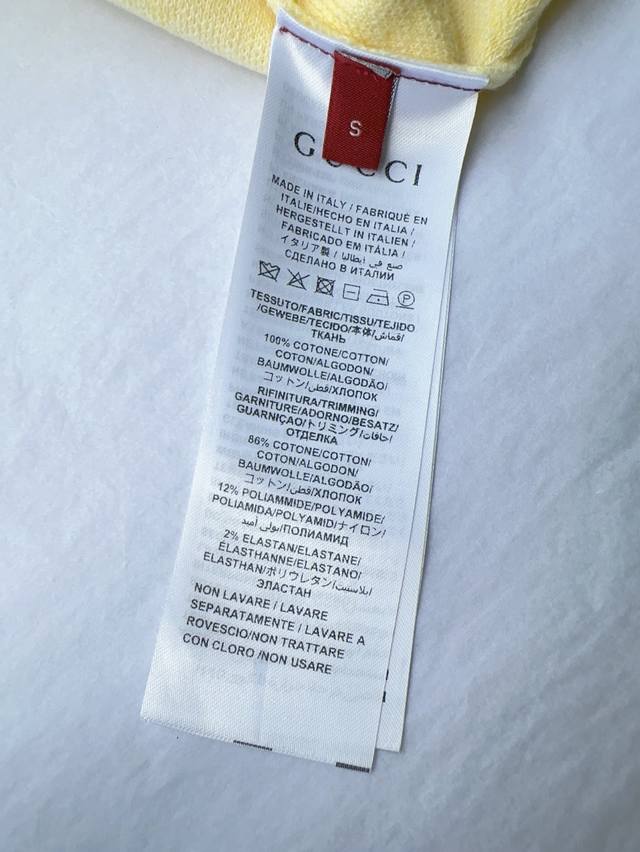 S
GUCCI
MADE IN ITALY / FABRIQUÉ EN
ITALIE/HECHO EN ITALIA /
HERGESTELLT IN ITALIEN /
FABRICADO EM ITÁLIA /
イタリア製 / صنع في إيطاليا /
СДЕЛАНО В ИТАЛИИ
P
TESSUTO/FABRIC/TISSU/TEJIDO
/GEWEBE/TECIDO/本体/قماش/
ТКАНЬ
100% COTONE/COTTON/
COTON/ALGODON/
BAUMWOLLE/ALGODÃO/
コットン/قطن/ХЛОПОК
RIFINITURA/TRIMMING/
GARNITURE/ADORNO/BESATZ/
GUARNIÇAO/トリミング/حافات/
ОТДЕЛКА
86% COTONE/COTTON/
COTON/ALGODON/
BAUMWOLLE/ALGODÃO/
コットン/قطن/ХЛОПОК
12% POLIAMMIDE/POLYAMIDE/
POLIAMIDA/POLYAMID/ナイロン/
بولي أميد/ПОЛИАМИД
2% ELASTAN/ELASTANE/
ÉLASTHANNE/ELASTANO/
ELASTHAN/ポリウレタン/إيلاستين/
ЭЛАСТАН
NON LAVARE / LAVARE
SEPARATAMENTE / LAVARE A
ROVESCIO/NON TRATTARE
CON CLORO /NON USARE